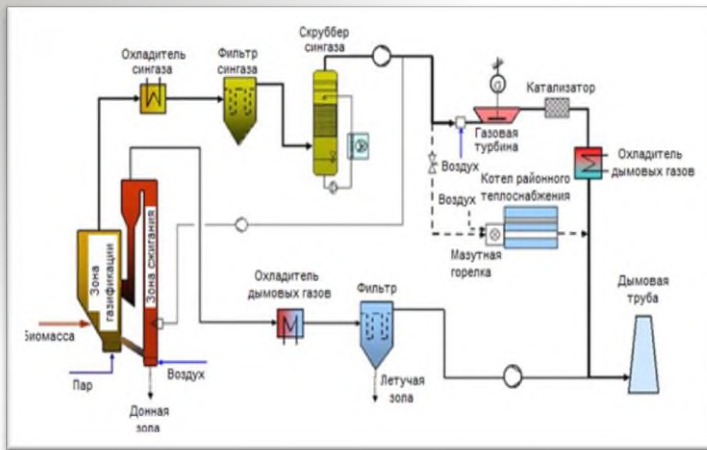 Охладитель
сингаза
Фильтр
сингаза
Скруббер
сингаза
Катализатор
G
Газовая
турбина
Воздух
Охладитель
дымовых газов
Котел районного
теплоснабжения
Воздух
Мазутная
горелка
Зона
газификации
Зона сжигания
Охладитель
дымовых газов
Фильтр
Дымовая
труба
Биомасса
Пар
Воздух
Донная
зола
Летучая
зола